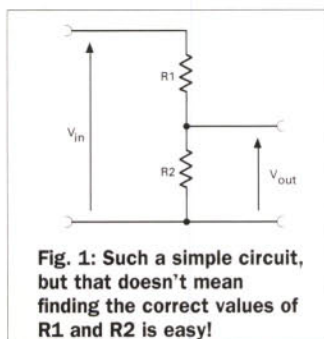 R1
Vin
R2
Vout
Fig. 1: Such a simple circuit,
but that doesn't mean
finding the correct values of
R1 and R2 is easy!